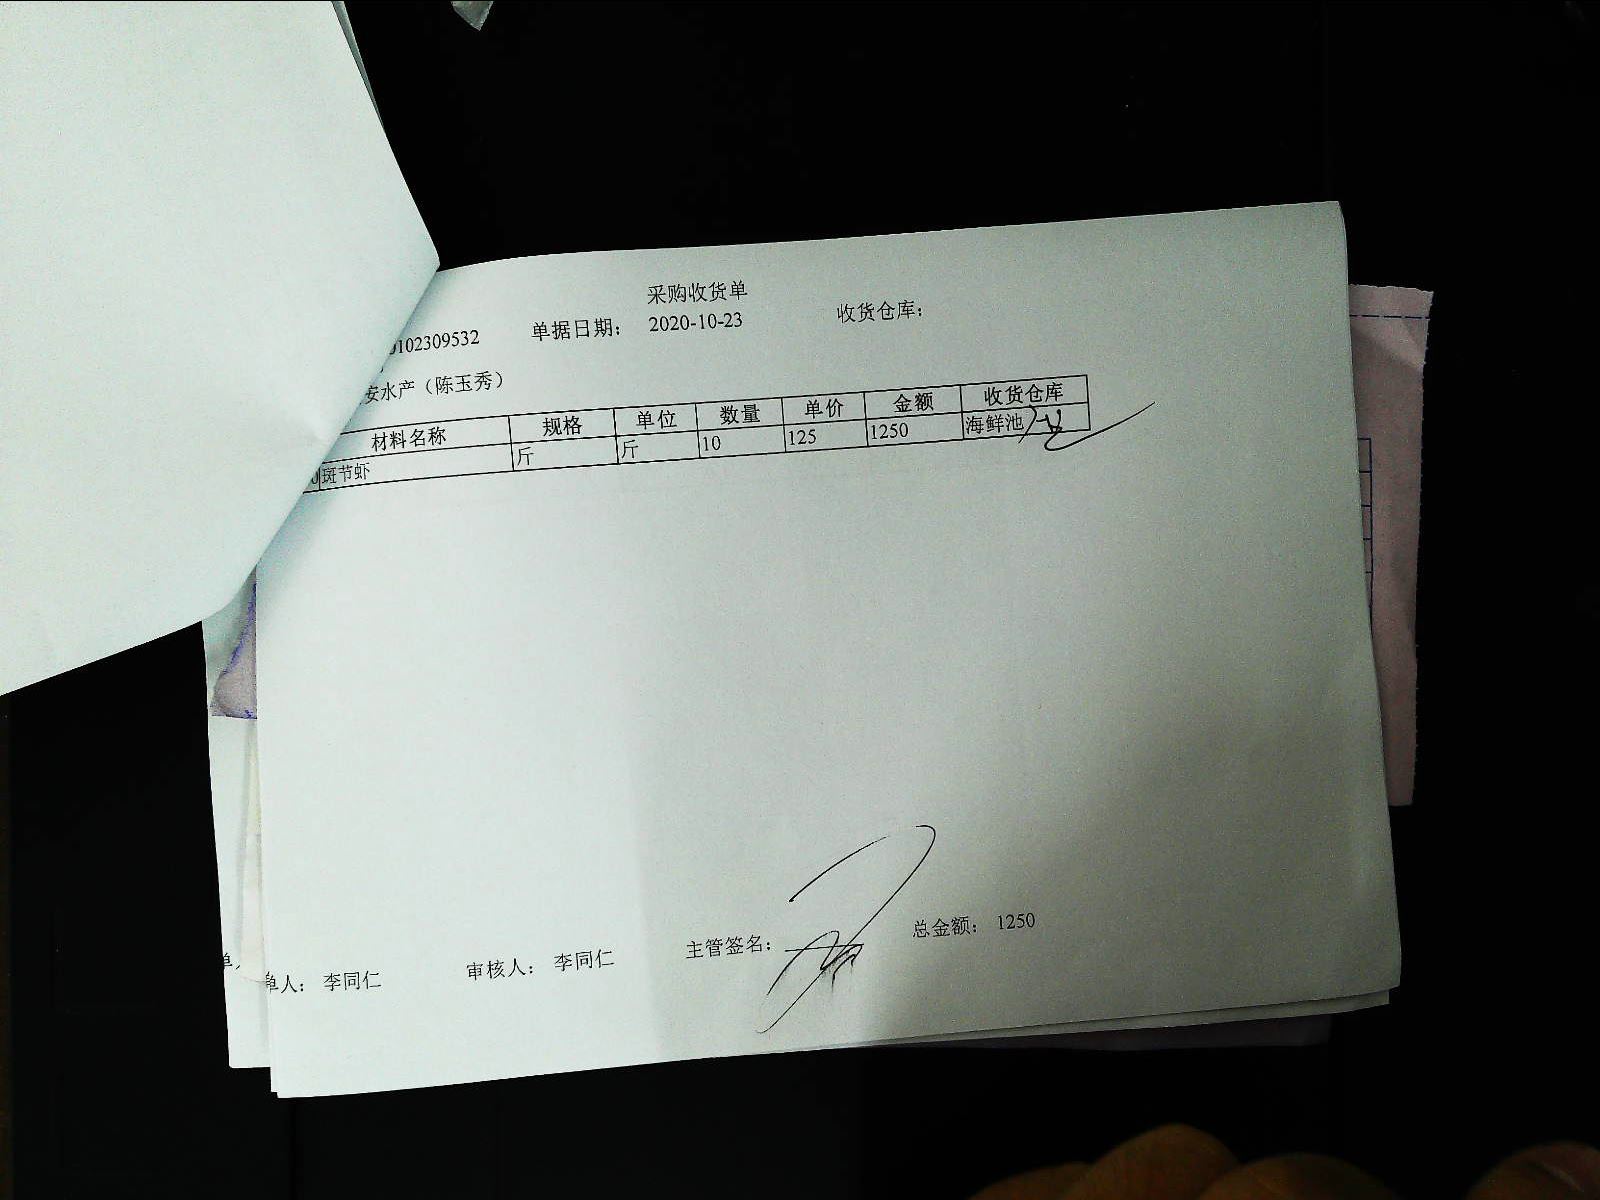 采购收货单
0102309532 单据日期: 2020-10-23 收货仓库:
安水产（陈玉秀）
材料名称 规格 单位 数量 单价 金额 收货仓库
0 斑节虾 斤 斤 10 125 1250 海鲜池
单人: 李同仁 审核人: 李同仁 主管签名: 总金额: 1250